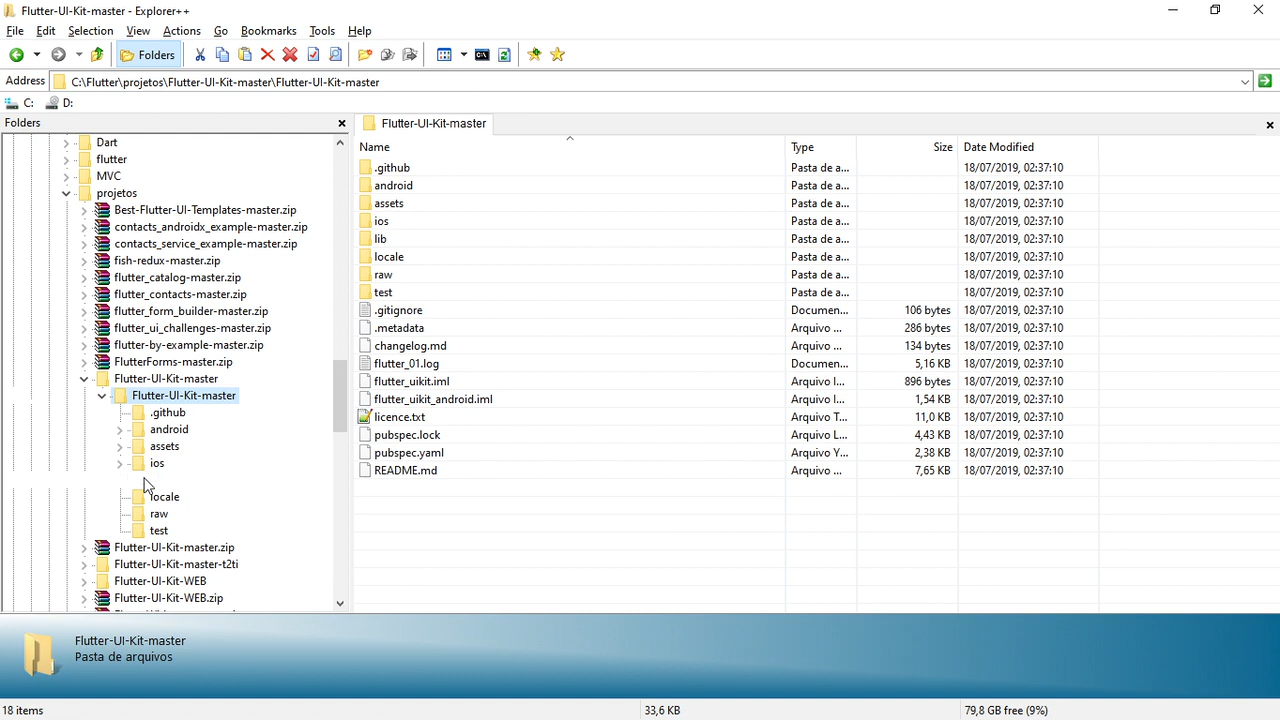 Flutter-UI-Kit-master - Explorer++
File Edit Selection View Actions Go Bookmarks Tools Help
Folders
Address C:\Flutter\projetos\Flutter-UI-Kit-master\Flutter-UI-Kit-master
C: D:
Folders
Dart
flutter
MVC
projetos
Best-Flutter-UI-Templates-master.zip
contacts_androidx_example-master.zip
contacts_service_example-master.zip
fish-redux-master.zip
flutter_catalog-master.zip
flutter_contacts-master.zip
flutter_form_builder-master.zip
flutter_ui_challenges-master.zip
flutter-by-example-master.zip
FlutterForms-master.zip
Flutter-UI-Kit-master
Flutter-UI-Kit-master
.github
android
assets
ios
locale
raw
test
Flutter-UI-Kit-master.zip
Flutter-UI-Kit-master-t2ti
Flutter-UI-Kit-WEB
Flutter-UI-Kit-WEB.zip
Flutter-UI-Kit-master
Name Type Size Date Modified
.github Pasta de a... 18/07/2019, 02:37:10
android Pasta de a... 18/07/2019, 02:37:10
assets Pasta de a... 18/07/2019, 02:37:10
ios Pasta de a... 18/07/2019, 02:37:10
lib Pasta de a... 18/07/2019, 02:37:10
locale Pasta de a... 18/07/2019, 02:37:10
raw Pasta de a... 18/07/2019, 02:37:10
test Pasta de a... 18/07/2019, 02:37:10
.gitignore Documen... 106 bytes 18/07/2019, 02:37:10
.metadata Arquivo ... 286 bytes 18/07/2019, 02:37:10
changelog.md Arquivo ... 134 bytes 18/07/2019, 02:37:10
flutter_01.log Documen... 5,16 KB 18/07/2019, 02:37:10
flutter_uikit.iml Arquivo I... 896 bytes 18/07/2019, 02:37:10
flutter_uikit_android.iml Arquivo I... 1,54 KB 18/07/2019, 02:37:10
licence.txt Arquivo T... 11,0 KB 18/07/2019, 02:37:10
pubspec.lock Arquivo L... 4,43 KB 18/07/2019, 02:37:10
pubspec.yaml Arquivo Y... 2,38 KB 18/07/2019, 02:37:10
README.md Arquivo ... 7,65 KB 18/07/2019, 02:37:10
Flutter-UI-Kit-master
Pasta de arquivos
18 items 33,6 KB 79,8 GB free (9%)